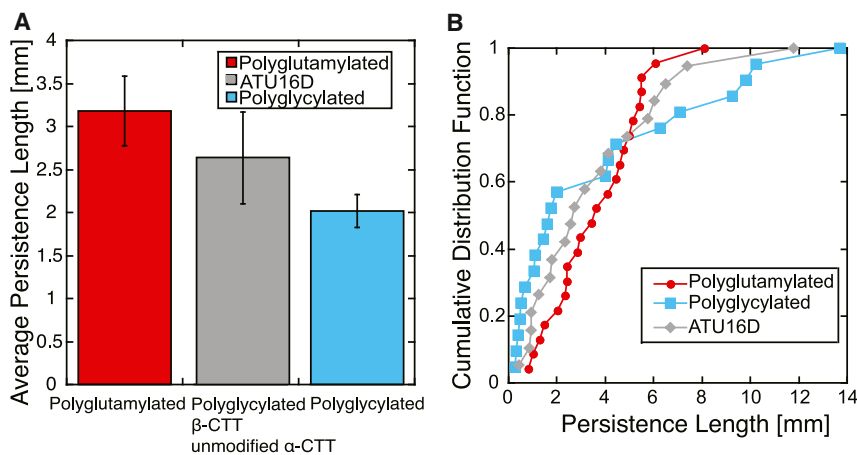 A
Average Persistence Length [mm]
4
3.5
3
2.5
2
1.5
1
0.5
0
Polyglutamylated
ATU16D
Polyglycylated
Polyglutamylated
Polyglycylated
β-CTT
unmodified α-CTT
Polyglycylated
B
Cumulative Distribution Function
1
0.8
0.6
0.4
0.2
0
Polyglutamylated
Polyglycylated
ATU16D
0 2 4 6 8 10 12 14
Persistence Length [mm]